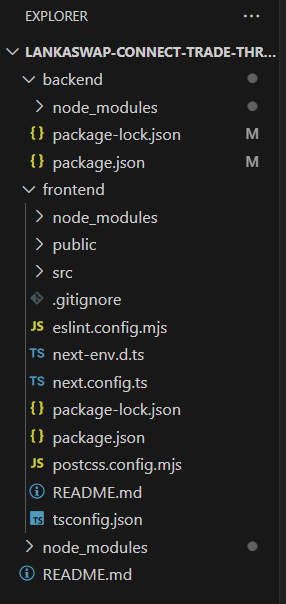 EXPLORER
LANKASWAP-CONNECT-TRADE-THR...
backend
node_modules
{} package-lock.json M
{} package.json M
frontend
node_modules
public
src
.gitignore
JS eslint.config.mjs
TS next-env.d.ts
TS next.config.ts
{} package-lock.json
{} package.json
JS postcss.config.mjs
README.md
TS tsconfig.json
node_modules
README.md